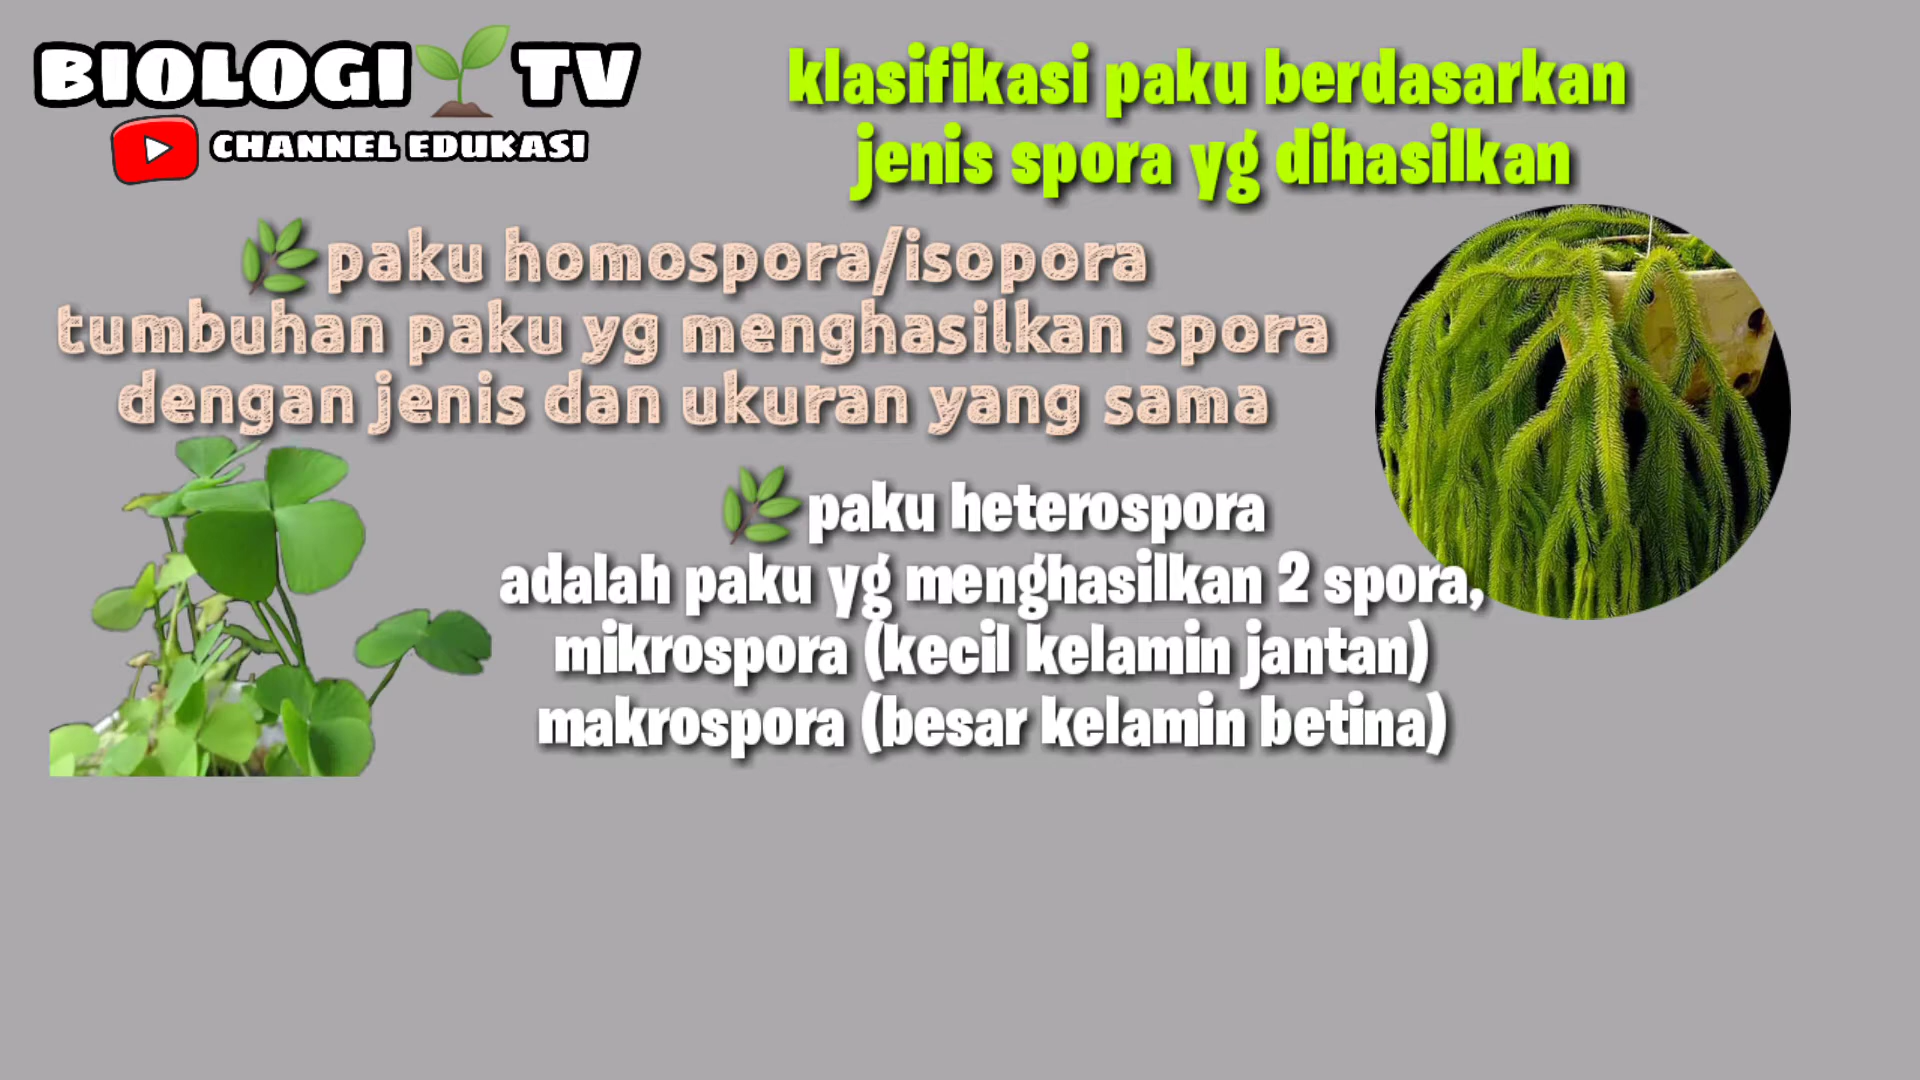 BIOLOGI TV
CHANNEL EDUKASI
klasifikasi paku berdasarkan
jenis spora yg dihasilkan
paku homospora/isopora
tumbuhan paku yg menghasilkan spora
dengan jenis dan ukuran yang sama
paku heterospora
adalah paku yg menghasilkan 2 spora,
mikrospora (kecil kelamin jantan)
makrospora (besar kelamin betina)